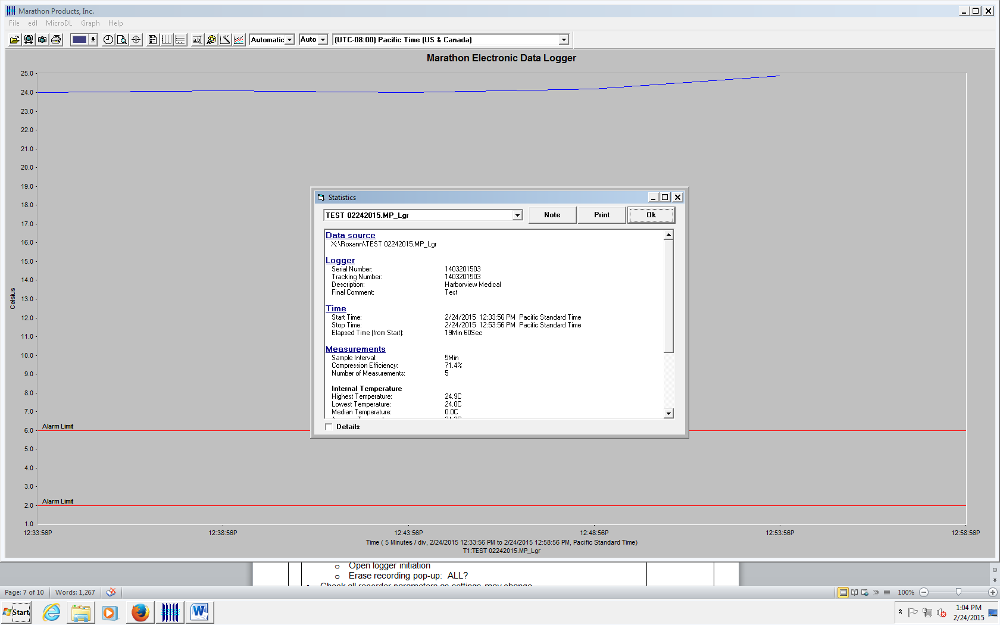 Marathon Products, Inc.
File edl MicroDL Graph Help
a.b Automatic Auto (UTC-08:00) Pacific Time (US & Canada)
Marathon Electronic Data Logger
25.0
24.0
23.0
22.0
21.0
20.0
19.0
18.0
17.0
16.0
15.0
14.0
13.0
12.0
11.0
10.0
9.0
8.0
7.0
6.0
5.0
4.0
3.0
2.0
1.0
Celsius
Alarm Limit
Alarm Limit
Statistics
TEST 02242015.MP_Lgr Note Print Ok
Data source
X:\Roxann\TEST 02242015.MP_Lgr
Logger
Serial Number: 1403201503
Tracking Number: 1403201503
Description: Harborview Medical
Final Comment: Test
Time
Start Time: 2/24/2015 12:33:56 PM Pacific Standard Time
Stop Time: 2/24/2015 12:53:56 PM Pacific Standard Time
Elapsed Time (from Start): 19Min 60Sec
Measurements
Sample Interval: 5Min
Compression Efficiency: 71.4%
Number of Measurements: 5
Internal Temperature
Highest Temperature: 24.9C
Lowest Temperature: 24.0C
Median Temperature: 0.0C
Details
12:33:56P 12:38:56P 12:43:56P 12:48:56P 12:53:56P 12:58:56P
Time ( 5 Minutes / div, 2/24/2015 12:33:56 PM to 2/24/2015 12:58:56 PM, Pacific Standard Time)
T1:TEST 02242015.MP_Lgr
o Open logger initiation
o Erase recording pop-up: ALL?
Check all recorder parameters as settings may change
Page: 7 of 10 Words: 1,267 100%
Start 1:04 PM
2/24/2015